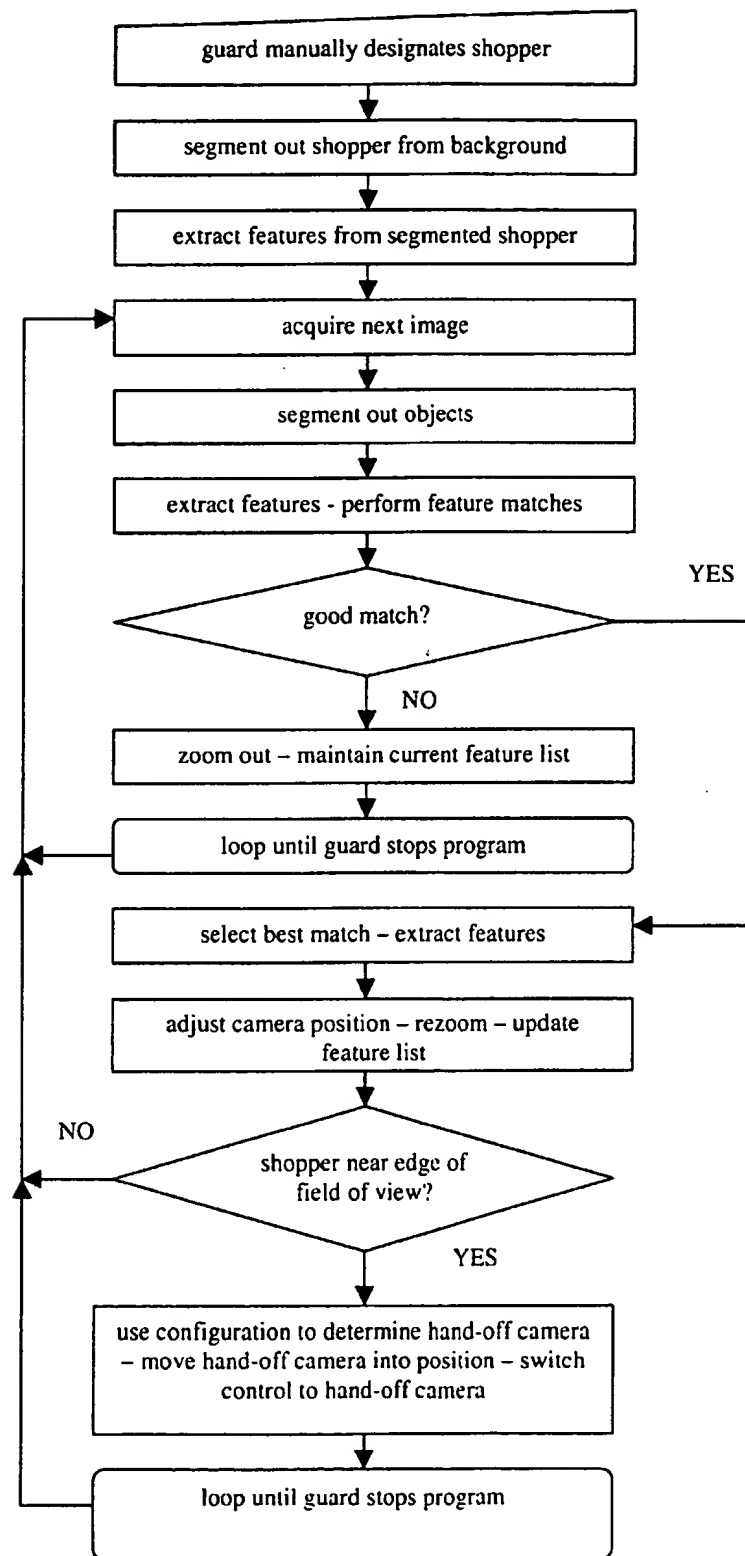 guard manually designates shopper
segment out shopper from background
extract features from segmented shopper
acquire next image
segment out objects
extract features - perform feature matches
YES
good match?
NO
zoom out – maintain current feature list
loop until guard stops program
select best match – extract features
adjust camera position – rezoom – update
feature list
NO
shopper near edge of
field of view?
YES
use configuration to determine hand-off camera
– move hand-off camera into position – switch
control to hand-off camera
loop until guard stops program